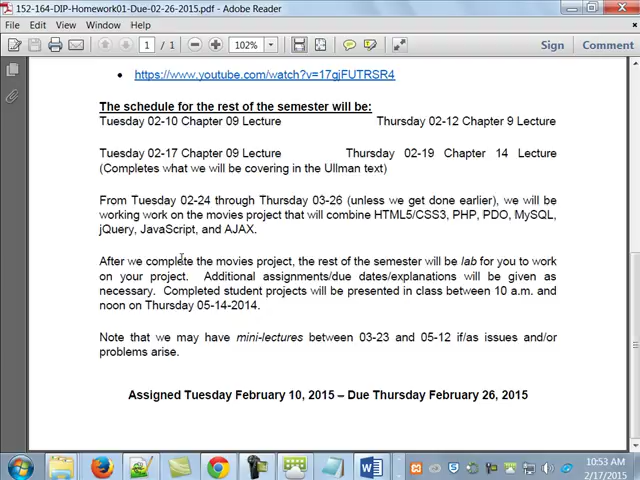 152-164-DIP-Homework01-Due-02-26-2015.pdf - Adobe Reader
File Edit View Window Help
1 / 1 102% Sign Comment
• https://www.youtube.com/watch?v=17gjFUTRSR4
The schedule for the rest of the semester will be:
Tuesday 02-10 Chapter 09 Lecture Thursday 02-12 Chapter 9 Lecture
Tuesday 02-17 Chapter 09 Lecture Thursday 02-19 Chapter 14 Lecture
(Completes what we will be covering in the Ullman text)
From Tuesday 02-24 through Thursday 03-26 (unless we get done earlier), we will be
working work on the movies project that will combine HTML5/CSS3, PHP, PDO, MySQL,
jQuery, JavaScript, and AJAX.
After we complete the movies project, the rest of the semester will be lab for you to work
on your project. Additional assignments/due dates/explanations will be given as
necessary. Completed student projects will be presented in class between 10 a.m. and
noon on Thursday 05-14-2014.
Note that we may have mini-lectures between 03-23 and 05-12 if/as issues and/or
problems arise.
Assigned Tuesday February 10, 2015 – Due Thursday February 26, 2015
10:53 AM
2/17/2015